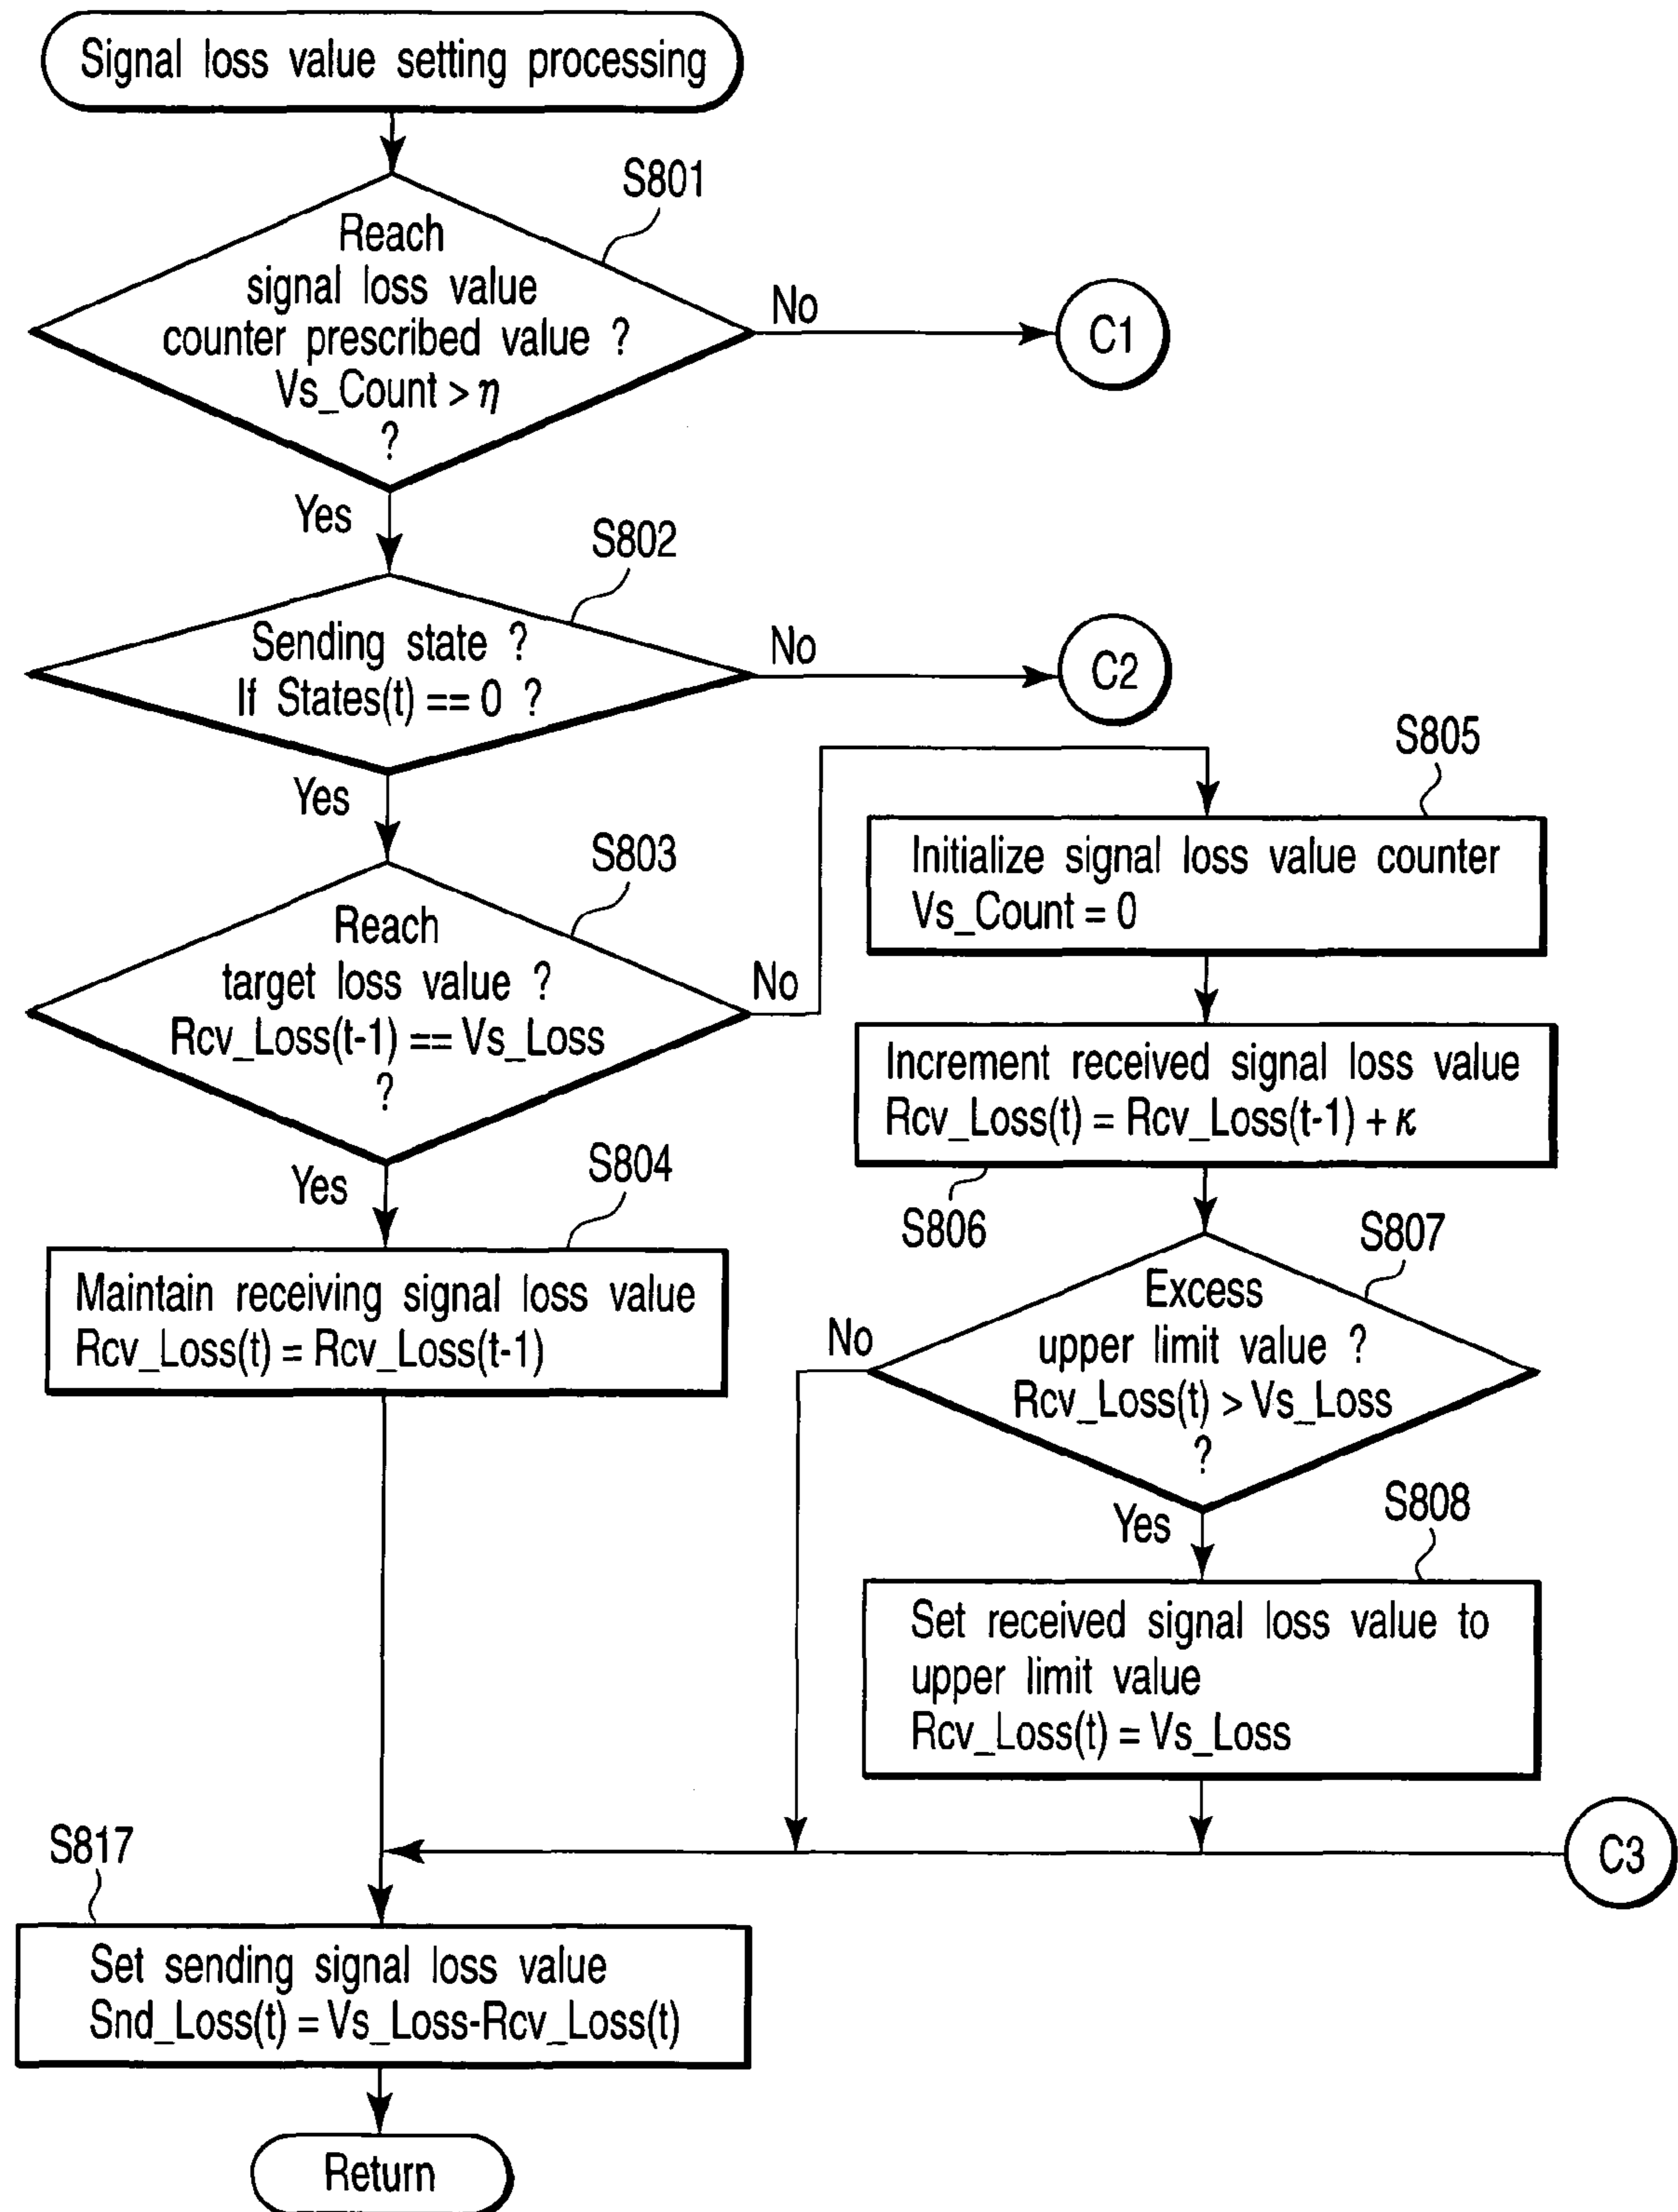 Signal loss value setting processing
S801
Reach
signal loss value
counter prescribed value ?
Vs_Count > η
?
No
C1
Yes
S802
Sending state ?
If States(t) == 0 ?
No
C2
Yes
S803
Reach
target loss value ?
Rcv_Loss(t-1) == Vs_Loss
?
No
Yes
S804
Maintain receiving signal loss value
Rcv_Loss(t) = Rcv_Loss(t-1)
S805
Initialize signal loss value counter
Vs_Count = 0
Increment received signal loss value
Rcv_Loss(t) = Rcv_Loss(t-1) + κ
S806
S807
Excess
upper limit value ?
Rcv_Loss(t) > Vs_Loss
?
No
Yes
S808
Set received signal loss value to
upper limit value
Rcv_Loss(t) = Vs_Loss
C3
S817
Set sending signal loss value
Snd_Loss(t) = Vs_Loss-Rcv_Loss(t)
Return